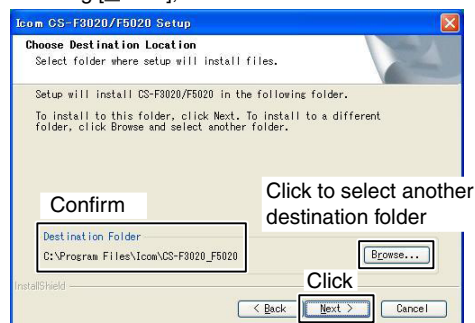 Icom CS-F3020/F5020 Setup
Choose Destination Location
Select folder where setup will install files.
Setup will install CS-F3020/F5020 in the following folder.
To install to this folder, click Next. To install to a different
folder, click Browse and select another folder.
Click to select another
destination folder
Confirm
Destination Folder
C:\Program Files\Icom\CS-F3020_F5020
Browse...
Click
InstallShield
< Back
Next >
Cancel